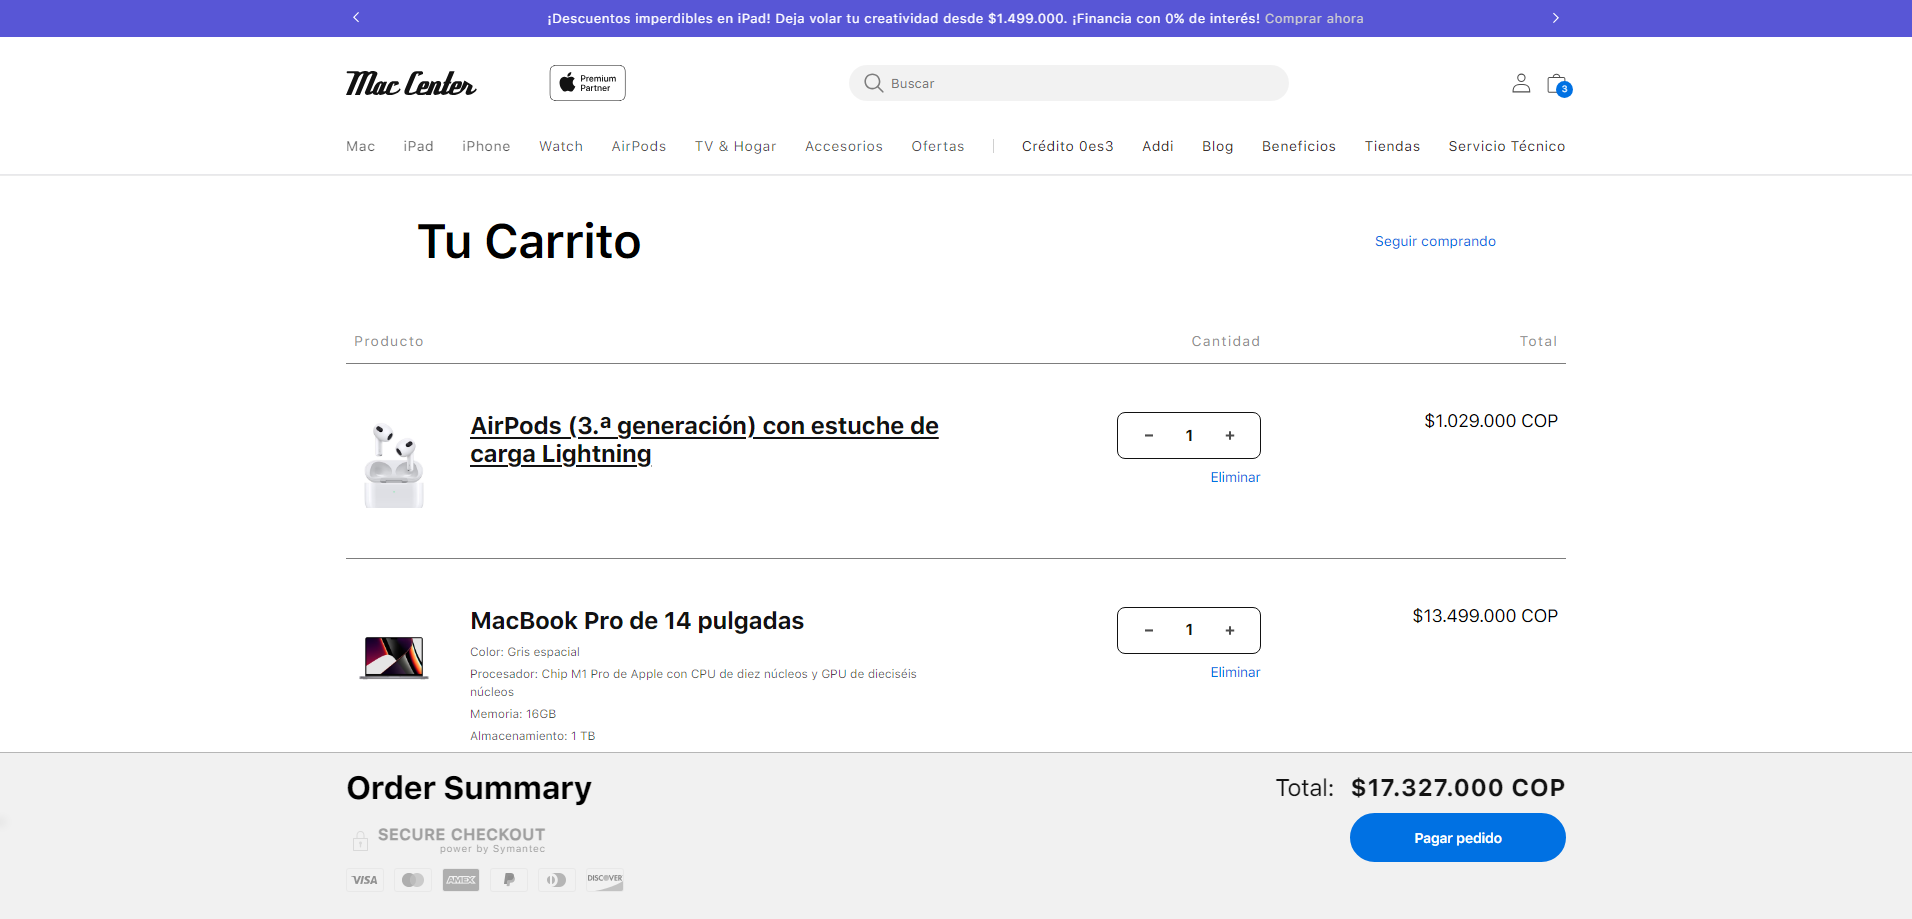 ¡Descuentos imperdibles en iPad! Deja volar tu creatividad desde $1.499.000. ¡Financia con 0% de interés! Comprar ahora
Mac Center
Premium
Partner
Buscar
3
Mac iPad iPhone Watch AirPods TV & Hogar Accesorios Ofertas Crédito 0es3 Addi Blog Beneficios Tiendas Servicio Técnico
Tu Carrito
Seguir comprando
Producto Cantidad Total
AirPods (3.ª generación) con estuche de
carga Lightning
- 1 +
$1.029.000 COP
Eliminar
MacBook Pro de 14 pulgadas
- 1 +
$13.499.000 COP
Color: Gris espacial
Procesador: Chip M1 Pro de Apple con CPU de diez núcleos y GPU de dieciséis
núcleos
Eliminar
Memoria: 16GB
Almacenamiento: 1 TB
Order Summary
Total: $17.327.000 COP
SECURE CHECKOUT
power by Symantec
Pagar pedido
VISA
AMEX
DISCOVER